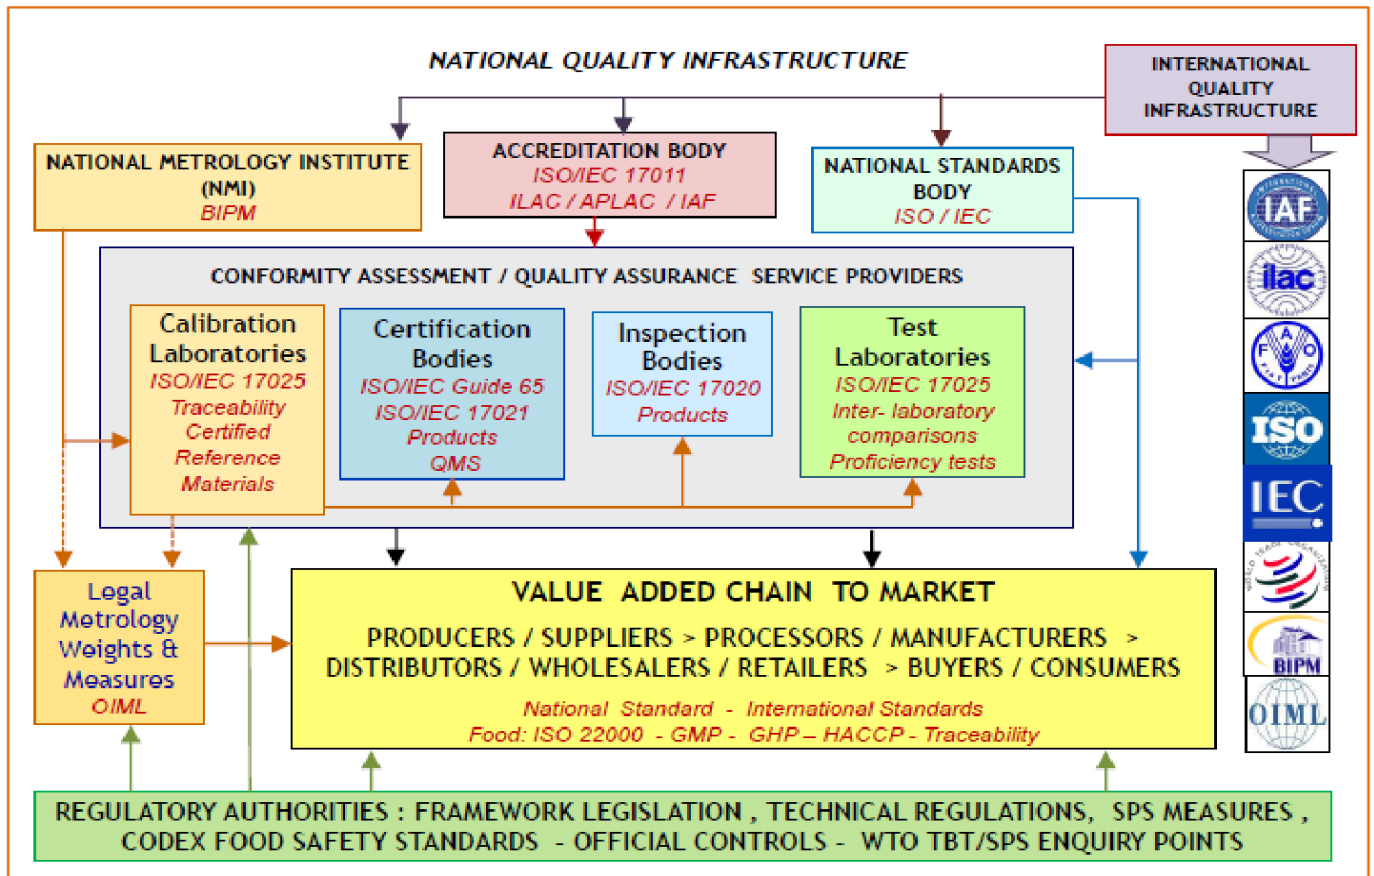 NATIONAL QUALITY INFRASTRUCTURE
INTERNATIONAL
QUALITY
INFRASTRUCTURE
NATIONAL METROLOGY INSTITUTE
(NMI)
BIPM
ACCREDITATION BODY
ISO/IEC 17011
ILAC / APLAC / IAF
NATIONAL STANDARDS
BODY
ISO / IEC
CONFORMITY ASSESSMENT / QUALITY ASSURANCE SERVICE PROVIDERS
Calibration
Laboratories
ISO/IEC 17025
Traceability
Certified
Reference
Materials
Certification
Bodies
ISO/IEC Guide 65
ISO/IEC 17021
Products
QMS
Inspection
Bodies
ISO/IEC 17020
Products
Test
Laboratories
ISO/IEC 17025
Inter- laboratory
comparisons
Proficiency tests
Legal
Metrology
Weights &
Measures
OIML
VALUE ADDED CHAIN TO MARKET
PRODUCERS / SUPPLIERS > PROCESSORS / MANUFACTURERS >
DISTRIBUTORS / WHOLESALERS / RETAILERS > BUYERS / CONSUMERS
National Standard - International Standards
Food: ISO 22000 - GMP - GHP – HACCP - Traceability
REGULATORY AUTHORITIES : FRAMEWORK LEGISLATION , TECHNICAL REGULATIONS, SPS MEASURES ,
CODEX FOOD SAFETY STANDARDS - OFFICIAL CONTROLS - WTO TBT/SPS ENQUIRY POINTS
IAF
ilac
F A O
FIAT PANIS
ISO
IEC
WORLD TRADE ORGANIZATION
BIPM
OIML